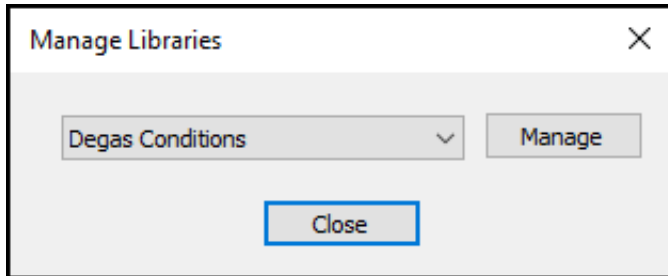 Manage Libraries
Degas Conditions
Manage
Close